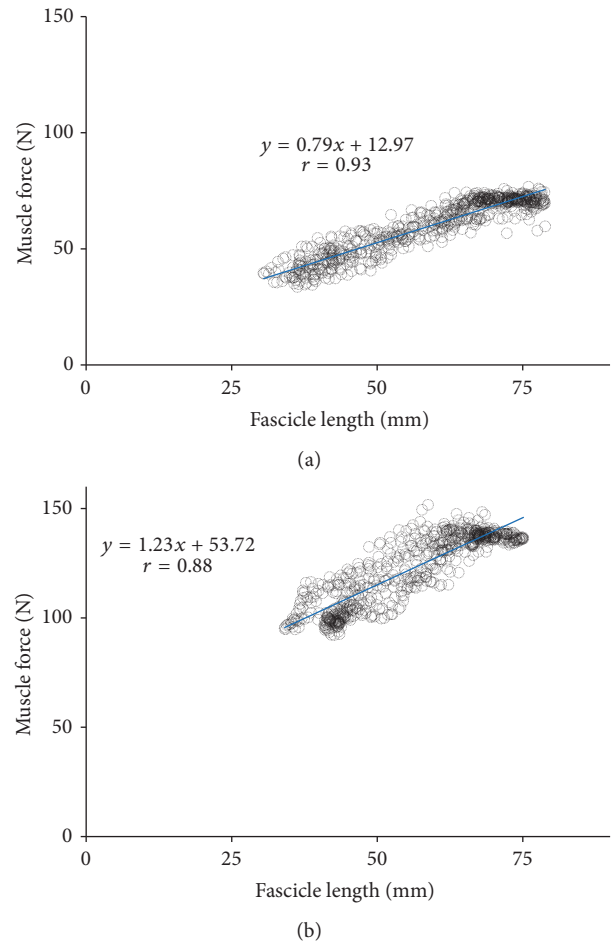 150
100
50
0
Muscle force (N)
y = 0.79x + 12.97
r = 0.93
0 25 50 75
Fascicle length (mm)
(a)
150
100
50
0
Muscle force (N)
y = 1.23x + 53.72
r = 0.88
0 25 50 75
Fascicle length (mm)
(b)